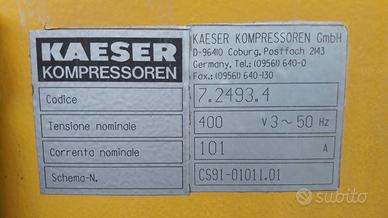 KAESER
KOMPRESSOREN
KAESER KOMPRESSOREN GmbH
D-96410 Coburg, Postfach 2143
Germany, Tel.:(09561) 640-0
Fax.:(09561) 640-130
Codice 7.2493.4
Tensione nominale 400 V 3~ 50 Hz
Corrente nominale 101 A
Schema-N. CS91-01011.01
subito